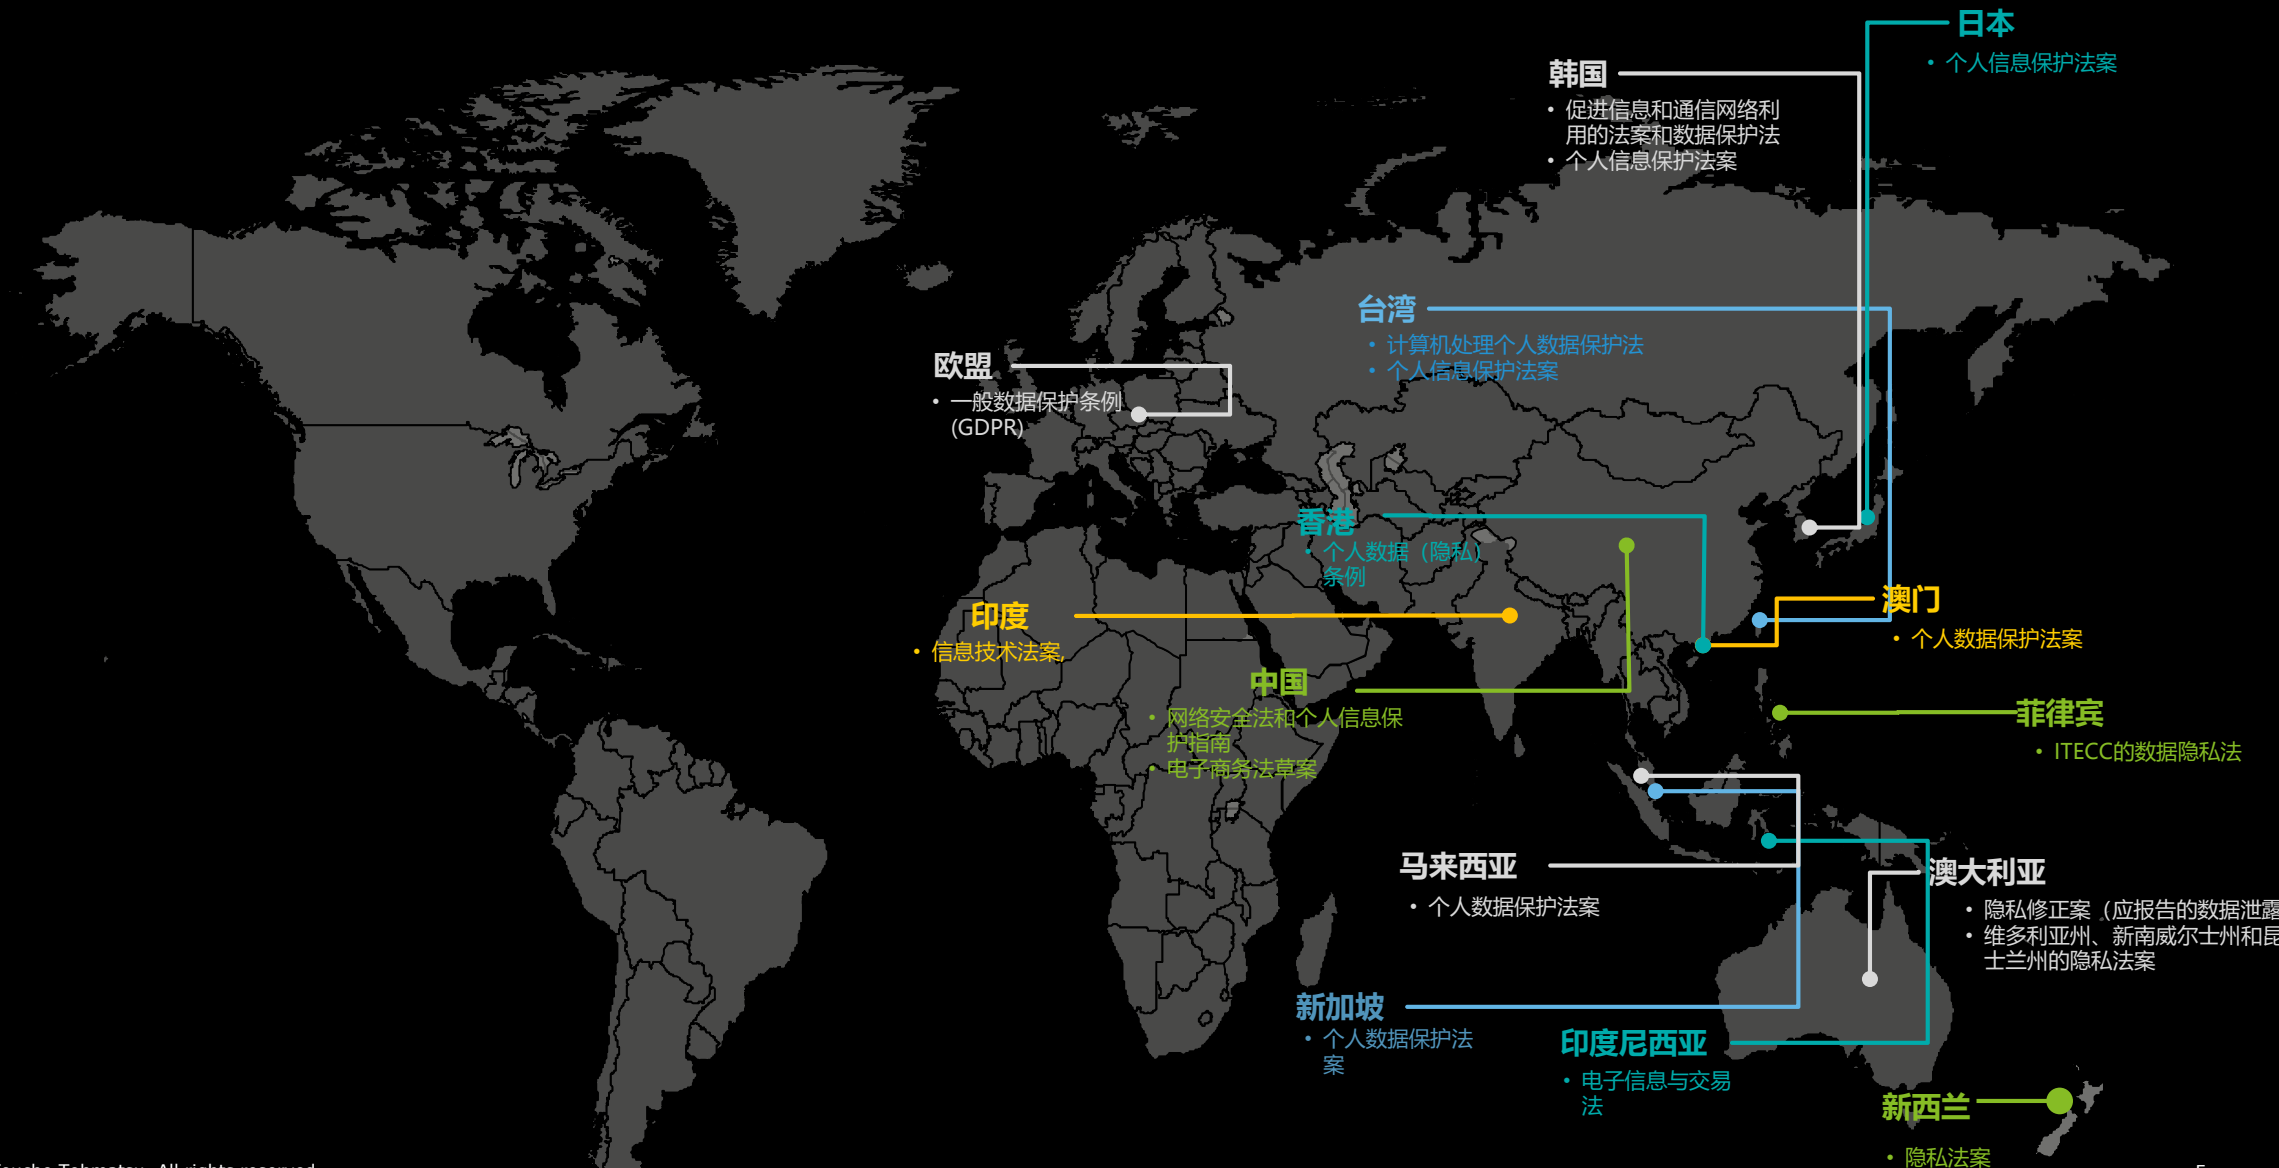 日本
• 个人信息保护法案
韩国
• 促进信息和通信网络利
用的法案和数据保护法
• 个人信息保护法案
台湾
• 计算机处理个人数据保护法
• 个人信息保护法案
欧盟
• 一般数据保护条例
(GDPR)
香港
• 个人数据（隐私）
条例
印度
• 信息技术法案,
澳门
• 个人数据保护法案
中国
• 网络安全法和个人信息保
护指南
• 电子商务法草案
菲律宾
• ITECC的数据隐私法
马来西亚
• 个人数据保护法案
澳大利亚
• 隐私修正案（应报告的数据泄露
• 维多利亚州、新南威尔士州和昆
士兰州的隐私法案
新加坡
• 个人数据保护法
案
印度尼西亚
• 电子信息与交易
法
新西兰
• 隐私法案
Tohmatsu. All rights reserved